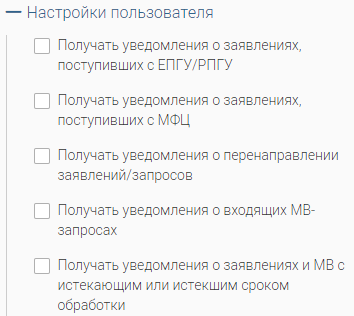 — Настройки пользователя
Получать уведомления о заявлениях,
поступивших с ЕПГУ/РПГУ
Получать уведомления о заявлениях,
поступивших с МФЦ
Получать уведомления о перенаправлении
заявлений/запросов
Получать уведомления о входящих МВ-
запросах
Получать уведомления о заявлениях и МВ с
истекающим или истекшим сроком
обработки